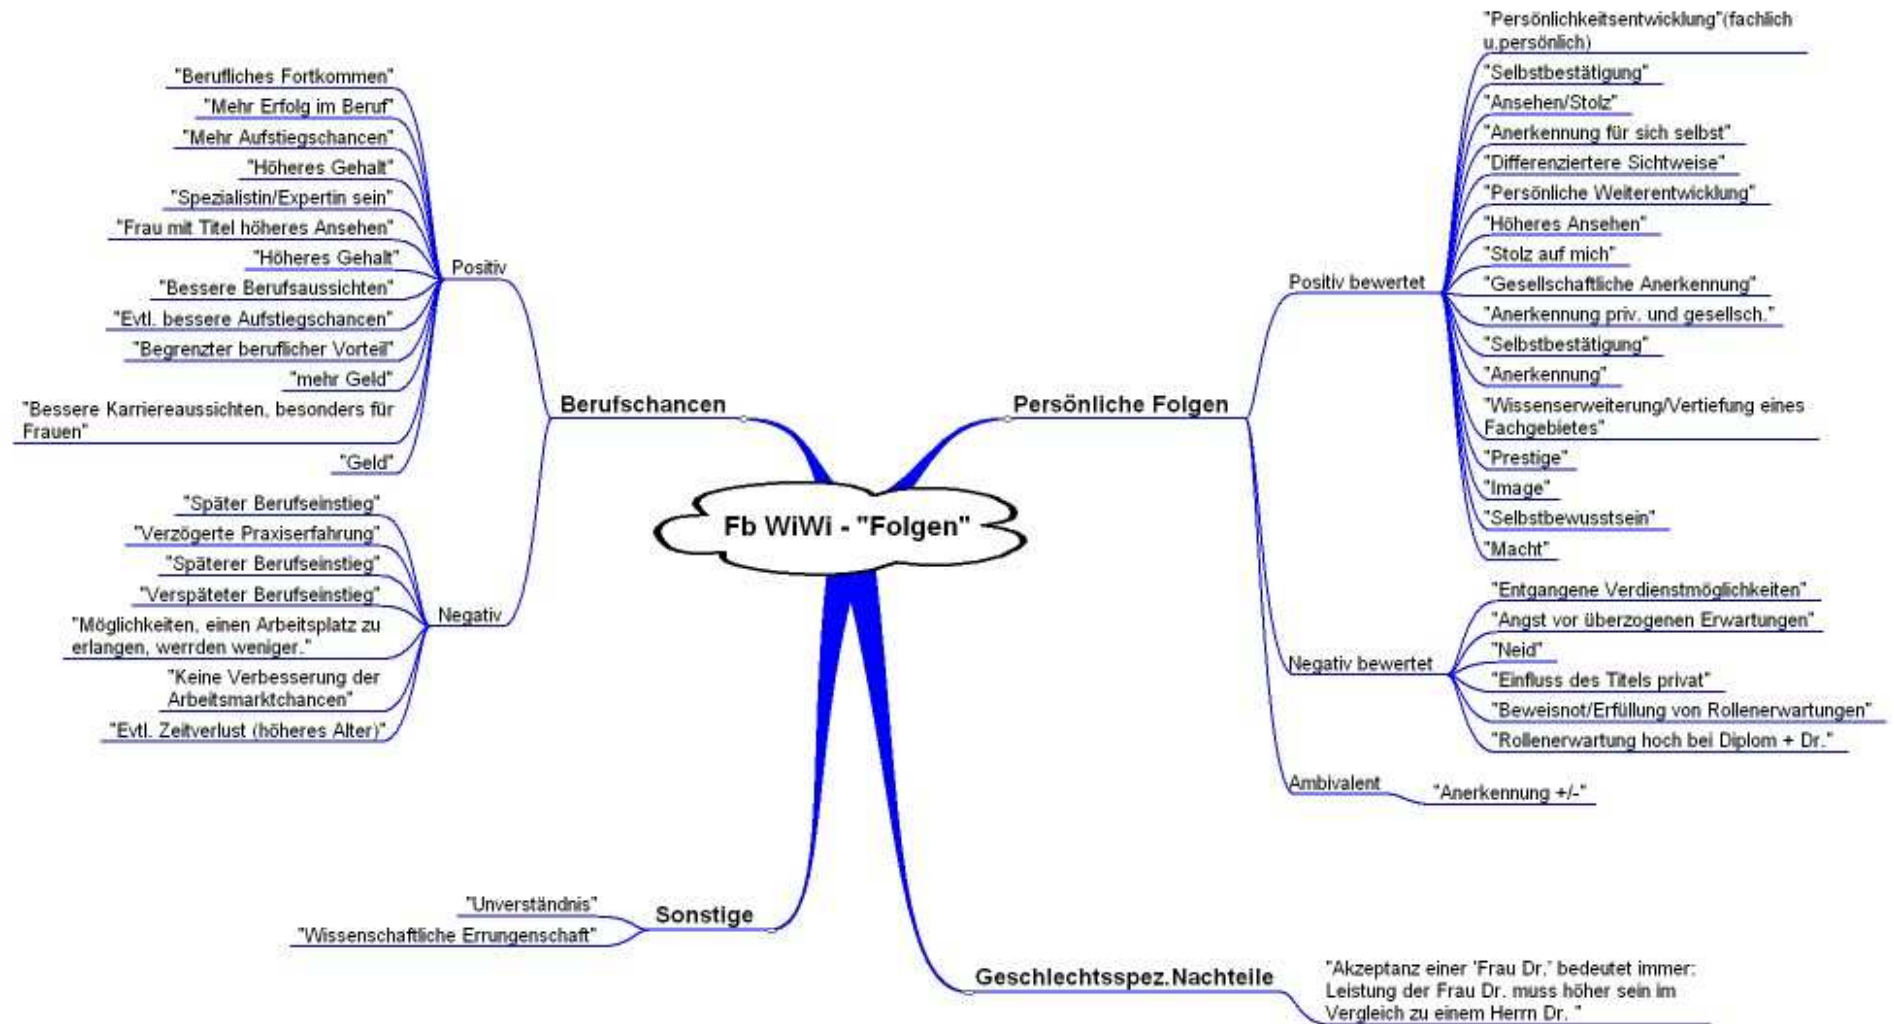 "Berufliches Fortkommen"
"Mehr Erfolg im Beruf"
"Mehr Aufstiegschancen"
"Höheres Gehalt"
"Spezialistin/Expertin sein"
"Frau mit Titel höheres Ansehen"
"Höheres Gehalt"
"Bessere Berufsaussichten"
"Evtl. bessere Aufstiegschancen"
"Begrenzter beruflicher Vorteil"
"mehr Geld"
"Bessere Karriereaussichten, besonders für
Frauen"
"Geld"
Positiv
"Später Berufseinstieg"
"Verzögerte Praxiserfahrung"
"Späterer Berufseinstieg"
"Verspäteter Berufseinstieg"
"Möglichkeiten, einen Arbeitsplatz zu
erlangen, werrden weniger."
"Keine Verbesserung der
Arbeitsmarktchancen"
"Evtl. Zeitverlust (höheres Alter)"
Negativ
Berufschancen
Fb WiWi - "Folgen"
Persönliche Folgen
Positiv bewertet
"Persönlichkeitsentwicklung"(fachlich
u.persönlich)
"Selbstbestätigung"
"Ansehen/Stolz"
"Anerkennung für sich selbst"
"Differenziertere Sichtweise"
"Persönliche Weiterentwicklung"
"Höheres Ansehen"
"Stolz auf mich"
"Gesellschaftliche Anerkennung"
"Anerkennung priv. und gesellsch."
"Selbstbestätigung"
"Anerkennung"
"Wissenserweiterung/Vertiefung eines
Fachgebietes"
"Prestige"
"Image"
"Selbstbewusstsein"
"Macht"
Negativ bewertet
"Entgangene Verdienstmöglichkeiten"
"Angst vor überzogenen Erwartungen"
"Neid"
"Einfluss des Titels privat"
"Beweisnot/Erfüllung von Rollenerwartungen"
"Rollenerwartung hoch bei Diplom + Dr."
Ambivalent
"Anerkennung +/-"
"Unverständnis"
"Wissenschaftliche Errungenschaft"
Sonstige
Geschlechtsspez.Nachteile
"Akzeptanz einer 'Frau Dr.' bedeutet immer:
Leistung der Frau Dr. muss höher sein im
Vergleich zu einem Herrn Dr. "